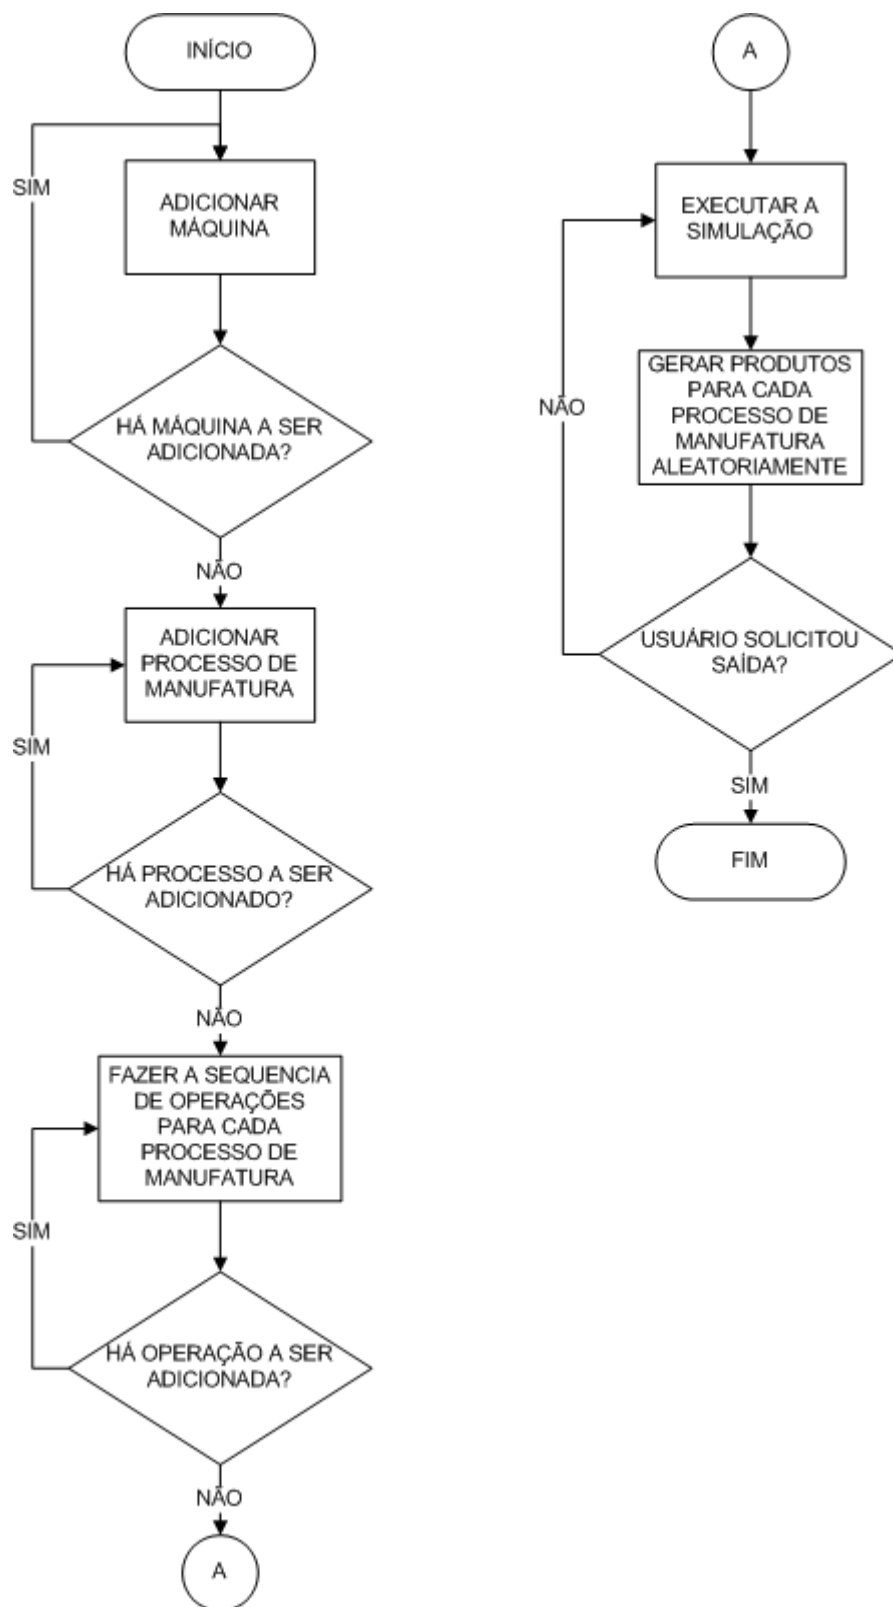 INÍCIO
SIM
ADICIONAR
MÁQUINA
HÁ MÁQUINA A SER
ADICIONADA?
NÃO
ADICIONAR
PROCESSO DE
MANUFATURA
SIM
HÁ PROCESSO A SER
ADICIONADO?
NÃO
FAZER A SEQUENCIA
DE OPERAÇÕES
PARA CADA
PROCESSO DE
MANUFATURA
SIM
HÁ OPERAÇÃO A SER
ADICIONADA?
NÃO
A
A
EXECUTAR A
SIMULAÇÃO
GERAR PRODUTOS
PARA CADA
PROCESSO DE
MANUFATURA
ALEATORIAMENTE
NÃO
USUÁRIO SOLICITOU
SAÍDA?
SIM
FIM